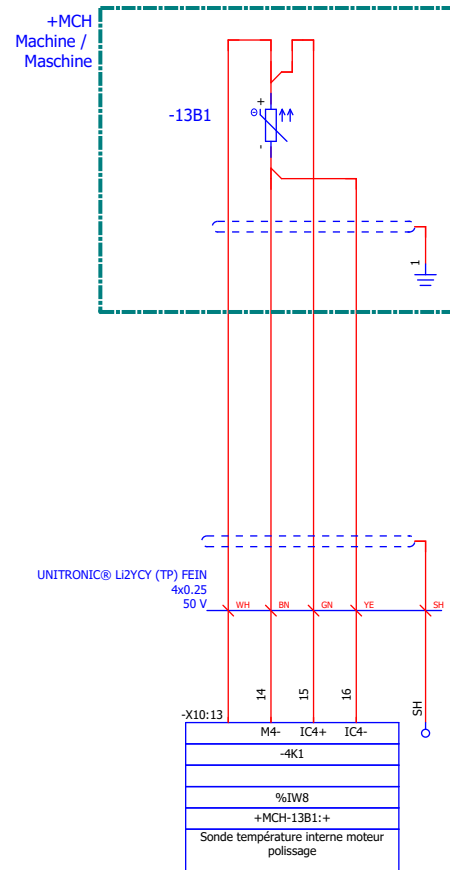 +MCH
Machine /
Maschine
-13B1
+
Θ
-
1
UNITRONIC® Li2YCY (TP) FEIN
4x0.25
50 V
WH
BN
GN
YE
SH
14
15
16
SH
-X10:13
M4-
IC4+
IC4-
-4K1
%IW8
+MCH-13B1:+
Sonde température interne moteur
polissage